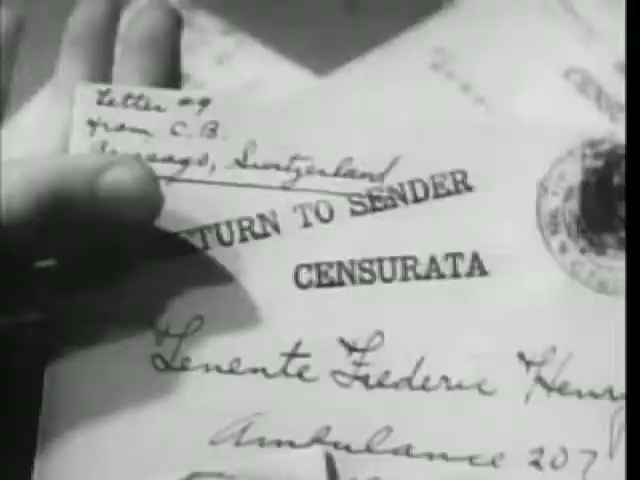 Letter #9
from C.B.
Switzerland
TURN TO SENDER
CENSURATA
Tenente Frederic Henry
Ambulance 207